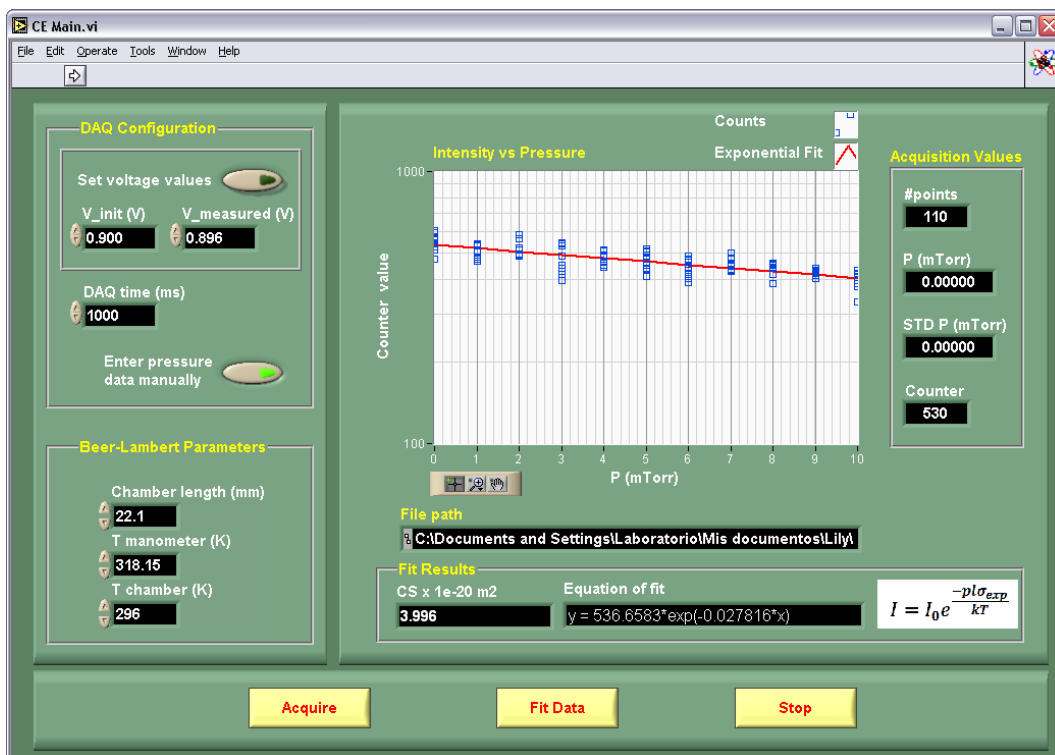 CE Main.vi
File Edit Operate Tools Window Help
DAQ Configuration
Set voltage values
V_init (V) V_measured (V)
0.900 0.896
DAQ time (ms)
1000
Enter pressure
data manually
Beer-Lambert Parameters
Chamber length (mm)
22.1
T manometer (K)
318.15
T chamber (K)
296
Counts
Intensity vs Pressure Exponential Fit
1000
Counter value
100
0 1 2 3 4 5 6 7 8 9 10
P (mTorr)
Acquisition Values
#points
110
P (mTorr)
0.00000
STD P (mTorr)
0.00000
Counter
530
File path
C:\Documents and Settings\Laboratorio\Mis documentos\Lily\
Fit Results
CS x 1e-20 m2 Equation of fit
3.996 y = 536.6583*exp(-0.027816*x)
I = I₀e^(-plσexp/kT)
Acquire Fit Data Stop